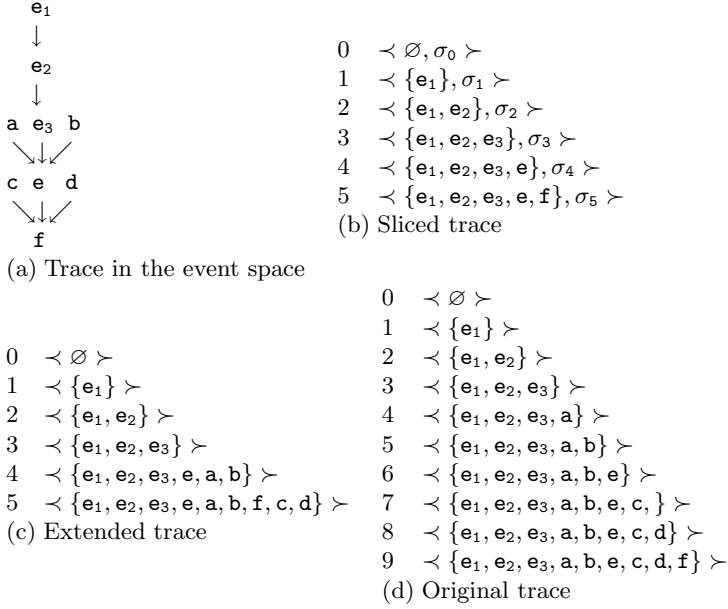 e₁
↓
e₂
↓
a e₃ b
↘ ↓ ↙
c e d
↘ ↓ ↙
f
(a) Trace in the event space
0 ≺ ∅, σ₀ ≻
1 ≺ {e₁}, σ₁ ≻
2 ≺ {e₁, e₂}, σ₂ ≻
3 ≺ {e₁, e₂, e₃}, σ₃ ≻
4 ≺ {e₁, e₂, e₃, e}, σ₄ ≻
5 ≺ {e₁, e₂, e₃, e, f}, σ₅ ≻
(b) Sliced trace
0 ≺ ∅ ≻
1 ≺ {e₁} ≻
2 ≺ {e₁, e₂} ≻
3 ≺ {e₁, e₂, e₃} ≻
4 ≺ {e₁, e₂, e₃, e, a, b} ≻
5 ≺ {e₁, e₂, e₃, e, a, b, f, c, d} ≻
(c) Extended trace
0 ≺ ∅ ≻
1 ≺ {e₁} ≻
2 ≺ {e₁, e₂} ≻
3 ≺ {e₁, e₂, e₃} ≻
4 ≺ {e₁, e₂, e₃, a} ≻
5 ≺ {e₁, e₂, e₃, a, b} ≻
6 ≺ {e₁, e₂, e₃, a, b, e} ≻
7 ≺ {e₁, e₂, e₃, a, b, e, c, } ≻
8 ≺ {e₁, e₂, e₃, a, b, e, c, d} ≻
9 ≺ {e₁, e₂, e₃, a, b, e, c, d, f} ≻
(d) Original trace